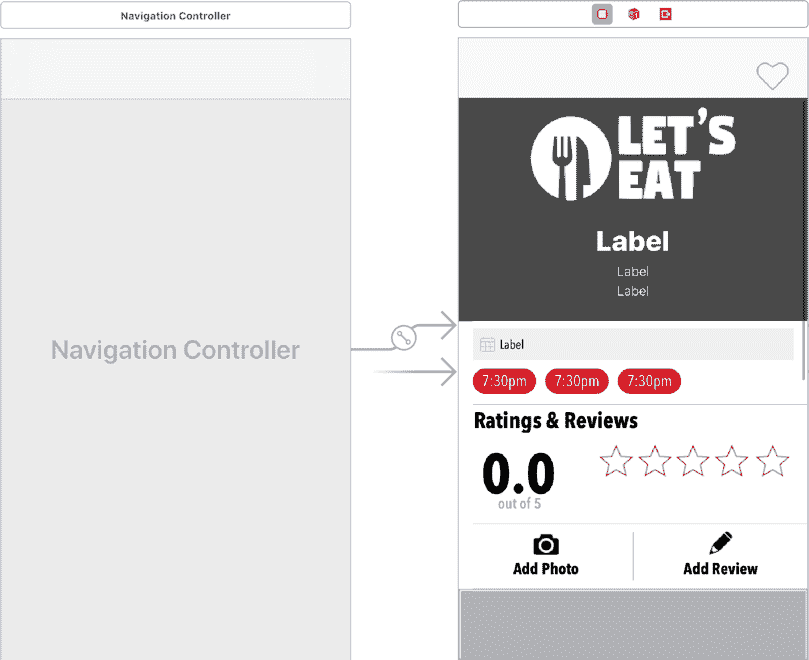 Navigation Controller
Navigation Controller
LET'S
EAT
Label
Label
Label
Label
7:30pm 7:30pm 7:30pm
Ratings & Reviews
0.0
out of 5
Add Photo Add Review